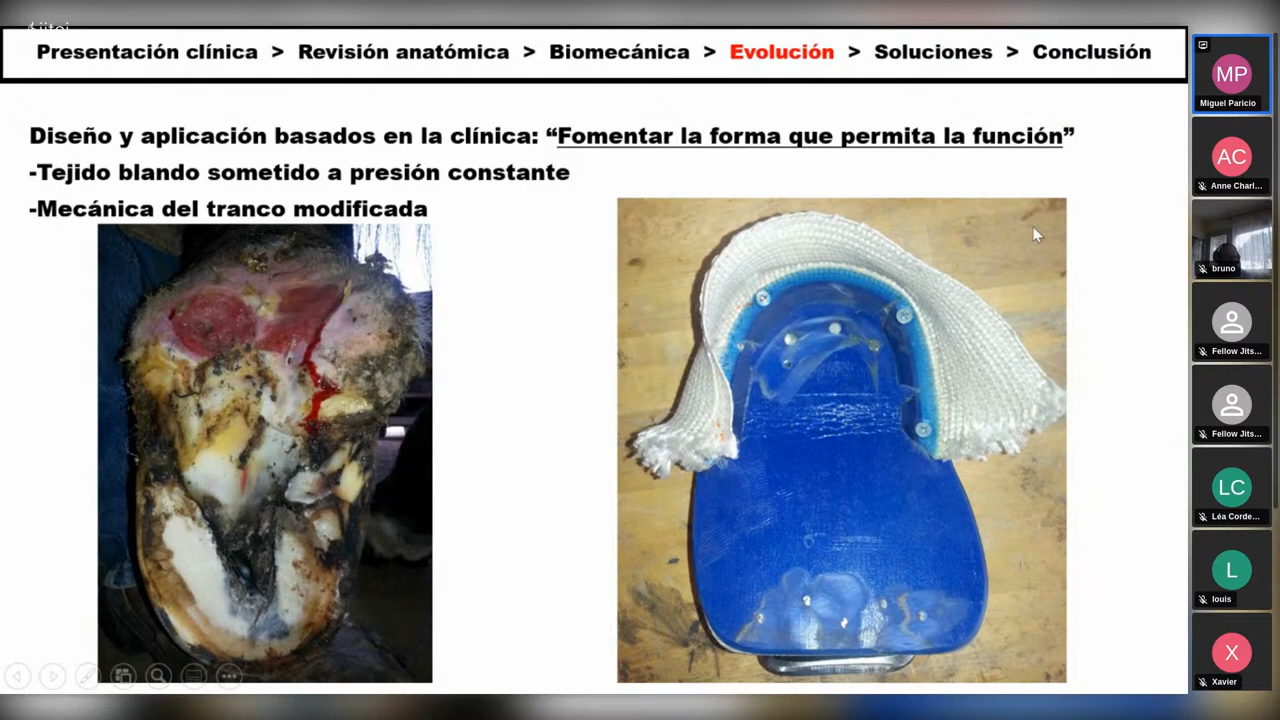 Presentación clínica > Revisión anatómica > Biomecánica > Evolución > Soluciones > Conclusión
Diseño y aplicación basados en la clínica: “Fomentar la forma que permita la función”
-Tejido blando sometido a presión constante
-Mecánica del tranco modificada
MP
Miguel Paricio
AC
Anne Charl...
bruno
Fellow Jits...
Fellow Jits...
LC
Léa Corde...
L
louis
X
Xavier